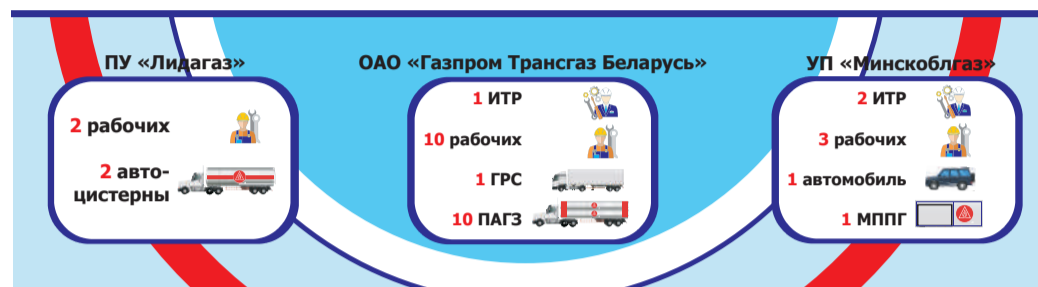 ПУ «Лидагаз»
2 рабочих
2 авто-
цистерны
ОАО «Газпром Трансгаз Беларусь»
1 ИТР
10 рабочих
1 ГРС
10 ПАГЗ
УП «Минскоблгаз»
2 ИТР
3 рабочих
1 автомобиль
1 МППГ